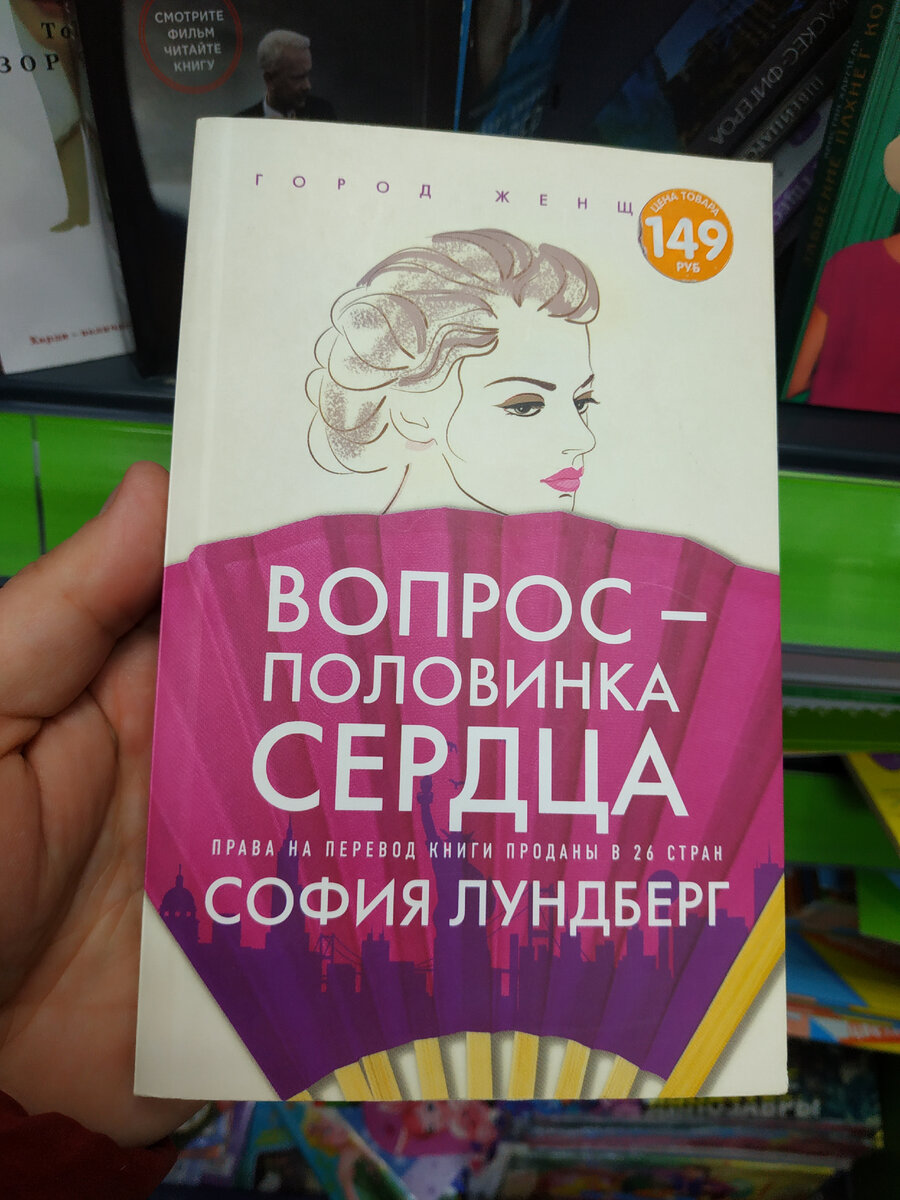 СМОТРИТЕ
ФИЛЬМ
ЧИТАЙТЕ
КНИГУ
ГОРОД ЖЕНЩ
ЦЕНА ТОВАРА
149
РУБ
ВОПРОС –
ПОЛОВИНКА
СЕРДЦА
ПРАВА НА ПЕРЕВОД КНИГИ ПРОДАНЫ В 26 СТРАН
СОФИЯ ЛУНДБЕРГ